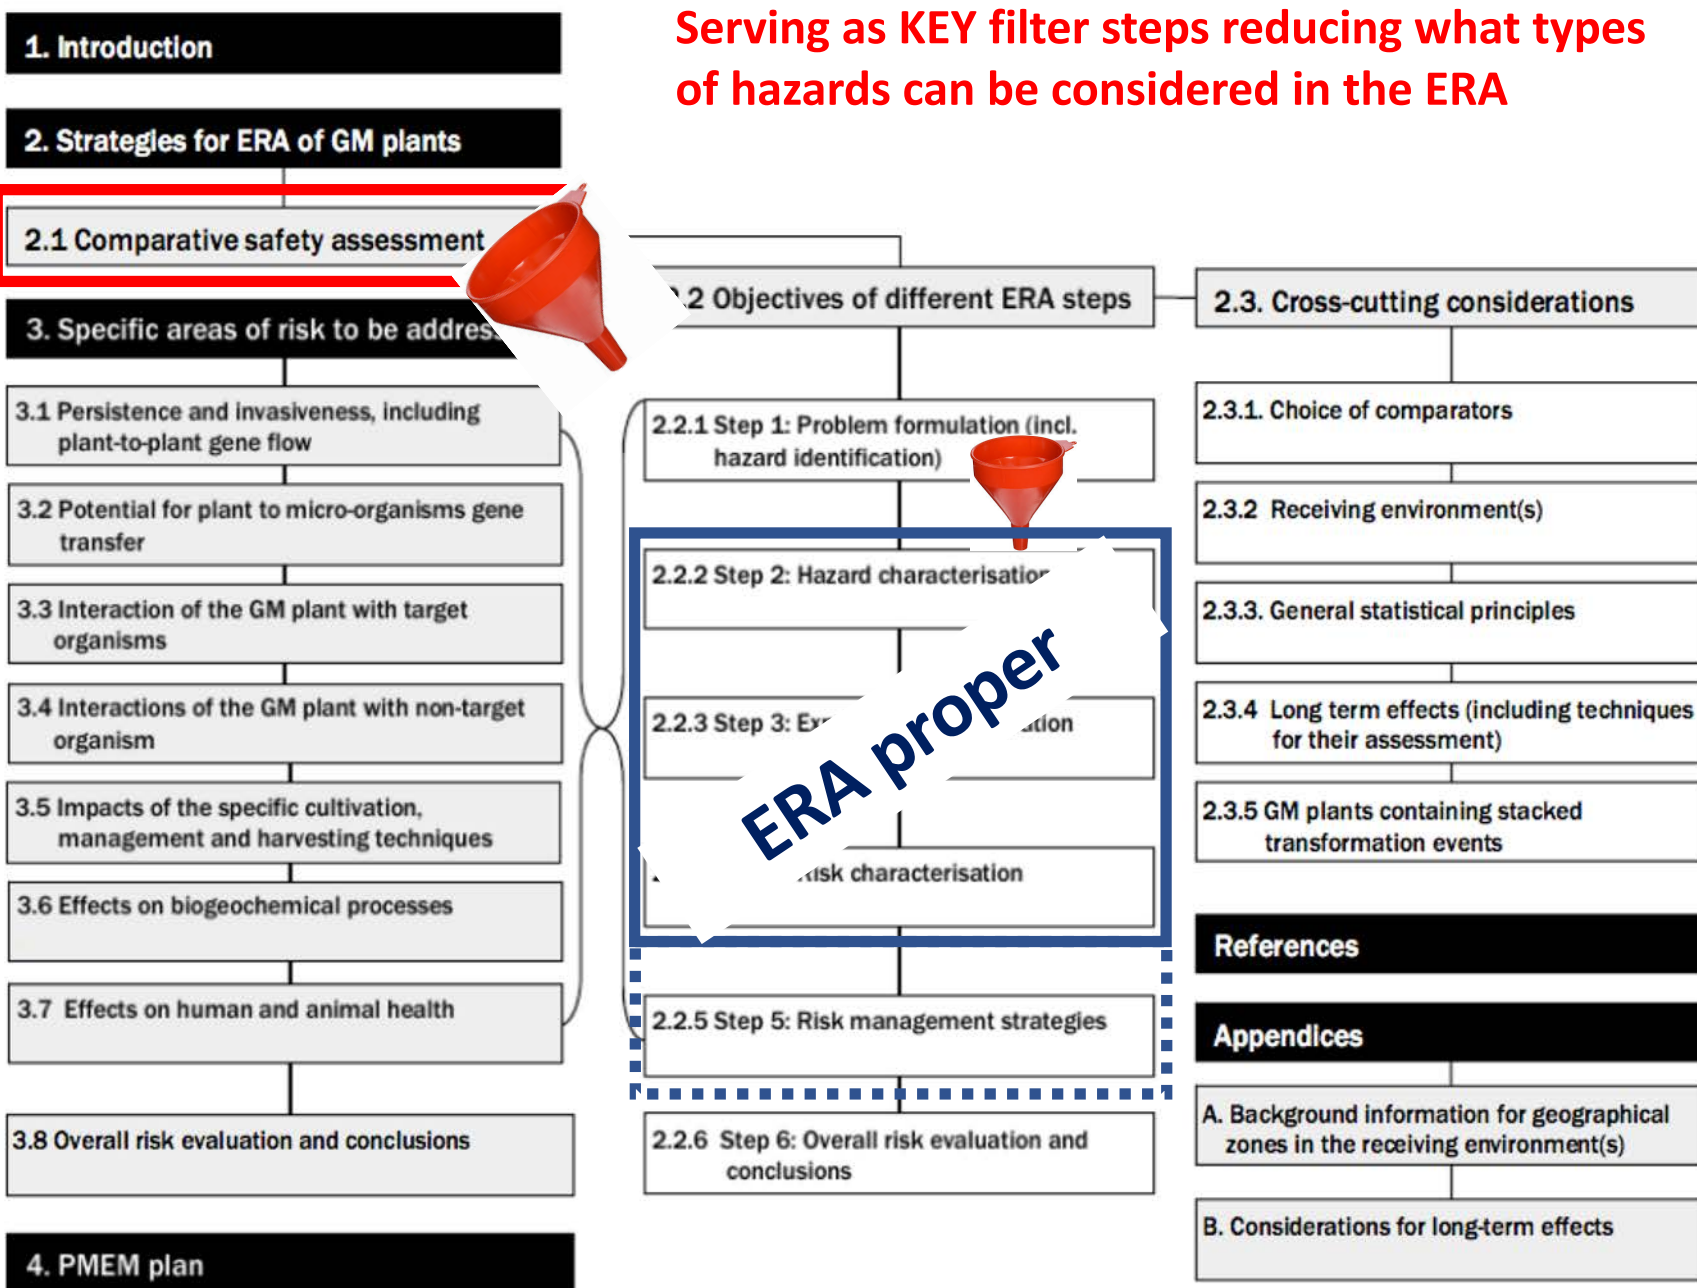 Serving as KEY filter steps reducing what types
of hazards can be considered in the ERA
1. Introduction
2. Strategies for ERA of GM plants
2.1 Comparative safety assessment
3. Specific areas of risk to be
3.1 Persistence and invasiveness, including
plant-to-plant gene flow
3.2 Potential for plant to micro-organisms gene
transfer
3.3 Interaction of the GM plant with target
organisms
3.4 Interactions of the GM plant with non-target
organism
3.5 Impacts of the specific cultivation,
management and harvesting techniques
3.6 Effects on biogeochemical processes
3.7 Effects on human and animal health
3.8 Overall risk evaluation and conclusions
4. PMEM plan
.2 Objectives of different ERA steps
2.2.1 Step 1: Problem formulation (incl.
hazard identification)
2.2.2 Step 2: Hazard characterisation
2.2.3 Step 3:
ERA proper
characterisation
2.2.5 Step 5: Risk management strategies
2.2.6 Step 6: Overall risk evaluation and
conclusions
2.3. Cross-cutting considerations
2.3.1. Choice of comparators
2.3.2 Receiving environment(s)
2.3.3. General statistical principles
2.3.4 Long term effects (including techniques
for their assessment)
2.3.5 GM plants containing stacked
transformation events
References
Appendices
A. Background information for geographical
zones in the receiving environment(s)
B. Considerations for long-term effects